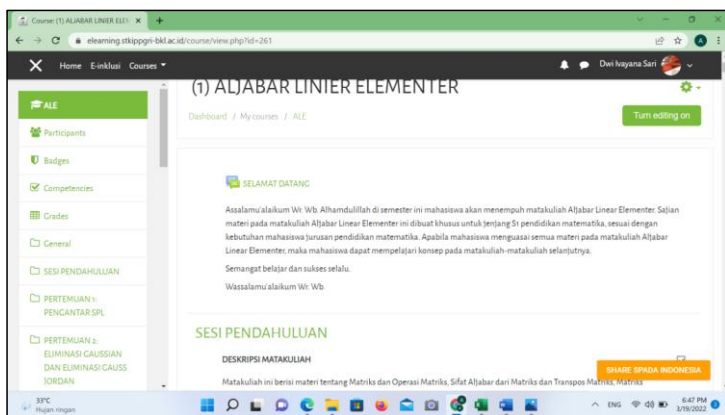 Course: (1) ALJABAR LINIER ELEM
elearning.stkippgri-bkl.ac.id/course/view.php?id=261
A
Home E-inklusi Courses
Dwi Ivayana Sari
(1) ALJABAR LINIER ELEMENTER
Dashboard / My courses / ALE
Turn editing on
ALE
Participants
Badges
Competencies
Grades
General
SESI PENDAHULUAN
PERTEMUAN 1:
PENGANTAR SPL
PERTEMUAN 2:
ELIMINASI GAUSSIAN
DAN ELIMINASI GAUSS
JORDAN
SELAMAT DATANG
Assalamu'alaikum Wr. Wb. Alhamdulillah di semester ini mahasiswa akan menempuh matakuliah Aljabar Linear Elementer. Sajian
materi pada matakuliah Aljabar Linear Elementer ini dibuat khusus untuk jenjang S1 pendidikan matematika, sesuai dengan
kebutuhan mahasiswa jurusan pendidikan matematika. Apabila mahasiswa menguasai semua materi pada matakuliah Aljabar
Linear Elementer, maka mahasiswa dapat mempelajari konsep pada matakuliah-matakuliah selanjutnya.
Semangat belajar dan sukses selalu.
Wassalamu'alaikum Wr. Wb.
SESI PENDAHULUAN
DESKRIPSI MATAKULIAH
SHARE SPADA INDONESIA
Matakuliah ini berisi materi tentang Matriks dan Operasi Matriks, Sifat Aljabar dari Matriks dan Transpos Matriks, Matriks
33°C
Hujan ringan
ENG
6:47 PM
3/19/2022